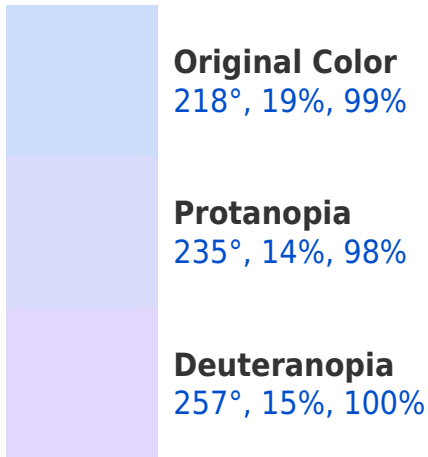 Original Color
218°, 19%, 99%
Protanopia
235°, 14%, 98%
Deuteranopia
257°, 15%, 100%